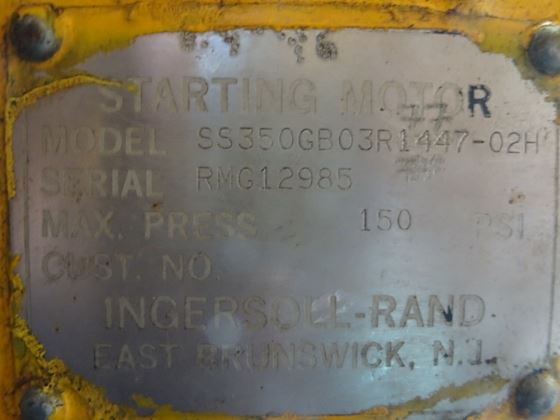 STARTING MOTOR
MODEL SS350GB03R1447-02H
SERIAL RMG12985
MAX. PRESS 150 PSI
CUST. NO.
INGERSOLL-RAND
EAST BRUNSWICK, N.J.